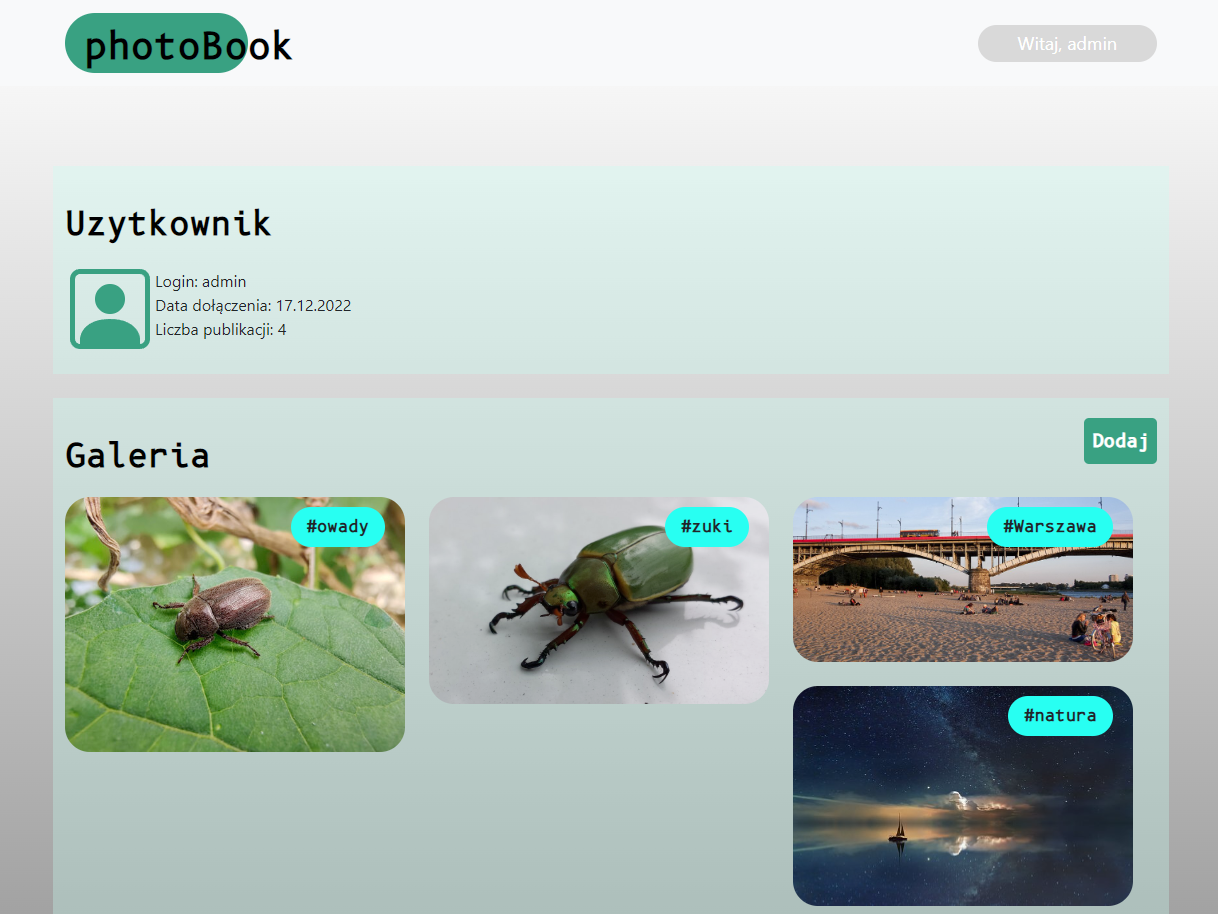 photoBook
Witaj, admin
Uzytkownik
Login: admin
Data dołączenia: 17.12.2022
Liczba publikacji: 4
Galeria
Dodaj
#owady
#zuki
#Warszawa
#natura